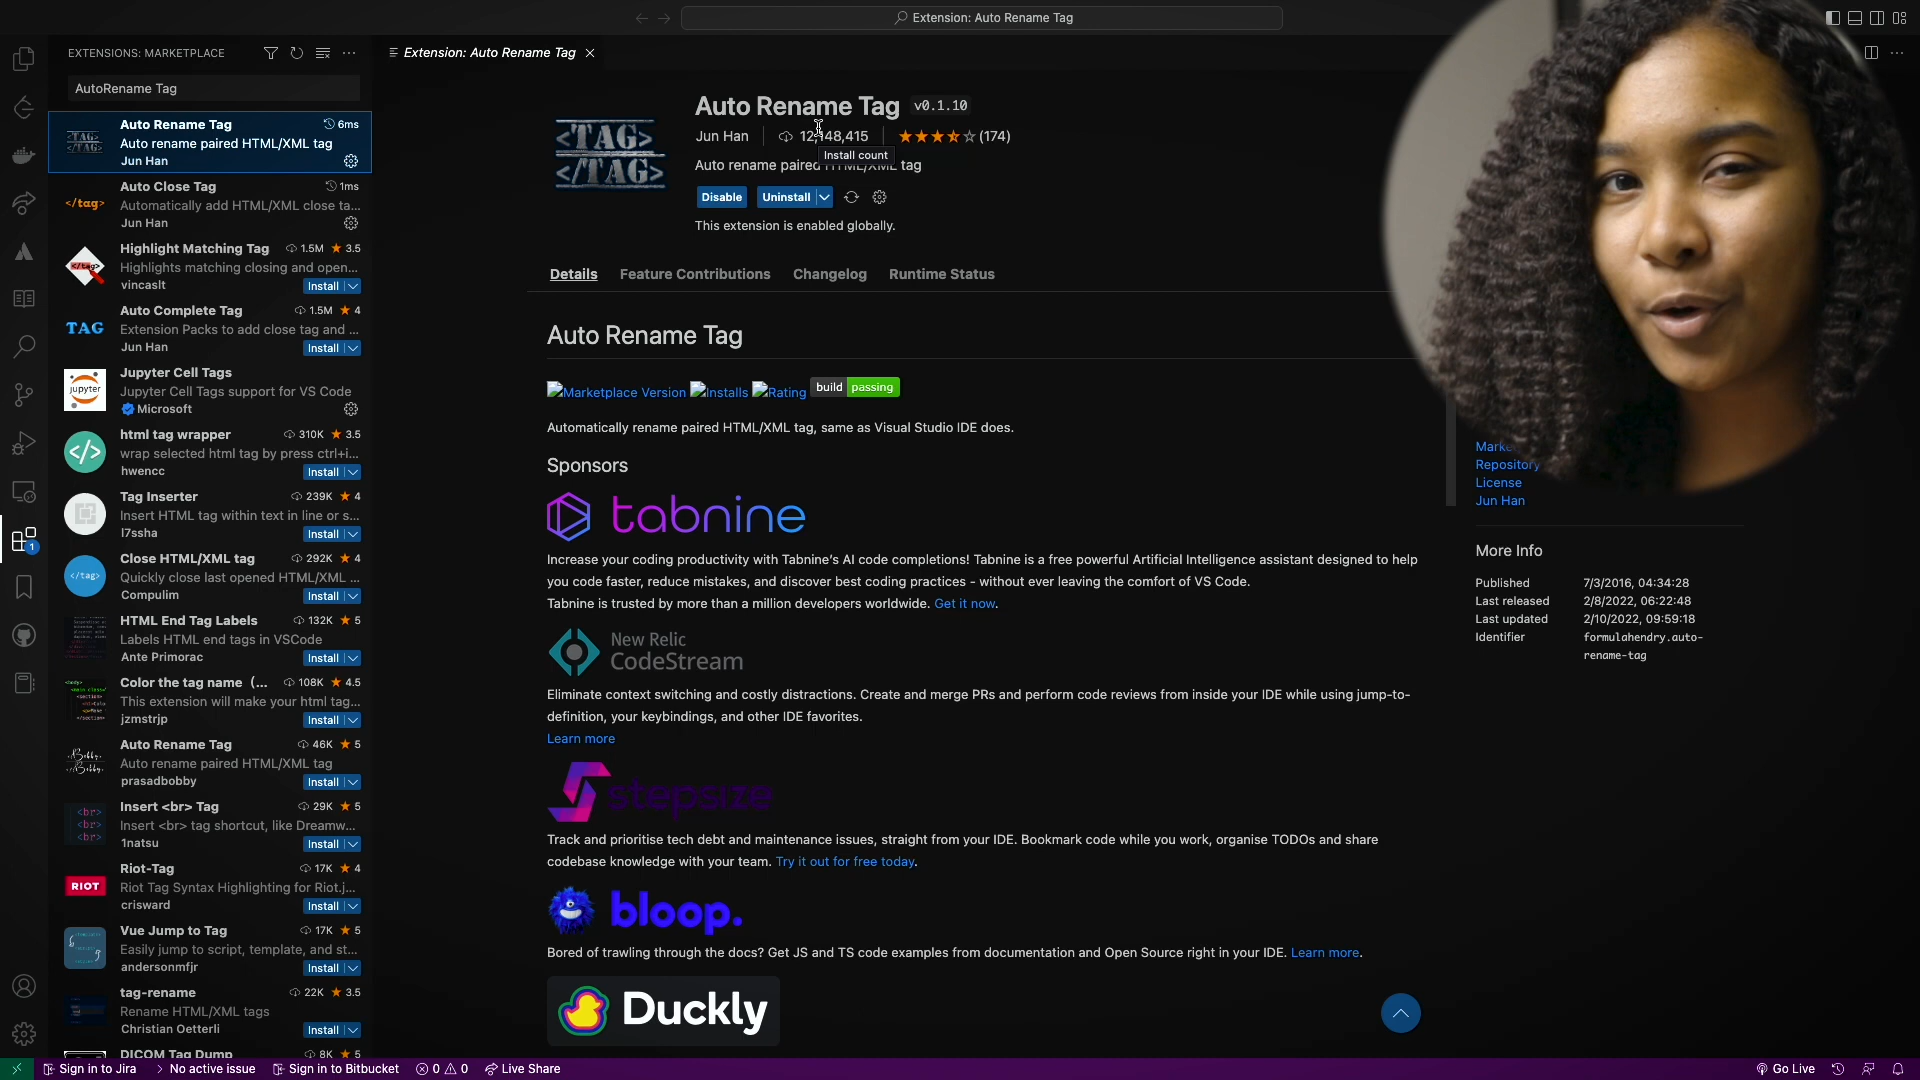 Extension: Auto Rename Tag
EXTENSIONS: MARKETPLACE
Extension: Auto Rename Tag
AutoRename Tag
Auto Rename Tag
6ms
Auto rename paired HTML/XML tag
Jun Han
Auto Close Tag
1ms
Automatically add HTML/XML close ta...
Jun Han
Highlight Matching Tag
1.5M
3.5
Highlights matching closing and open...
vincaslt
Install
Auto Complete Tag
1.5M
4
Extension Packs to add close tag and ...
Jun Han
Install
Jupyter Cell Tags
Jupyter Cell Tags support for VS Code
Microsoft
html tag wrapper
310K
3.5
wrap selected html tag by press ctrl+i...
hwencc
Install
Tag Inserter
239K
4
Insert HTML tag within text in line or s...
l7ssha
Install
Close HTML/XML tag
292K
4
Quickly close last opened HTML/XML ...
Compulim
Install
HTML End Tag Labels
132K
5
Labels HTML end tags in VSCode
Ante Primorac
Install
Color the tag name (...
108K
4.5
This extension will make your html tag...
jzmstrjp
Install
Auto Rename Tag
46K
5
Auto rename paired HTML/XML tag
prasadbobby
Install
Insert <br> Tag
29K
5
Insert <br> tag shortcut, like Dreamw...
1natsu
Install
Riot-Tag
17K
4
Riot Tag Syntax Highlighting for Riot.j...
crisward
Install
Vue Jump to Tag
17K
5
Easily jump to script, template, and st...
andersonmfjr
Install
tag-rename
22K
3.5
Rename HTML/XML tags
Christian Oetterli
Install
DICOM Tag Dump
8K
5
<TAG>
</TAG>
Auto Rename Tag
v0.1.10
Jun Han
(174)
Install count
Auto rename paired HTML/XML tag
Disable
Uninstall
This extension is enabled globally.
Details
Feature Contributions
Changelog
Runtime Status
Auto Rename Tag
Marketplace Version
Installs
Rating
build passing
Automatically rename paired HTML/XML tag, same as Visual Studio IDE does.
Sponsors
tabnine
Increase your coding productivity with Tabnine's AI code completions! Tabnine is a free powerful Artificial Intelligence assistant designed to help
you code faster, reduce mistakes, and discover best coding practices - without ever leaving the comfort of VS Code.
Tabnine is trusted by more than a million developers worldwide. Get it now.
New Relic
CodeStream
Eliminate context switching and costly distractions. Create and merge PRs and perform code reviews from inside your IDE while using jump-to-
definition, your keybindings, and other IDE favorites.
Learn more
stepsize
Track and prioritise tech debt and maintenance issues, straight from your IDE. Bookmark code while you work, organise TODOs and share
codebase knowledge with your team. Try it out for free today.
bloop.
Bored of trawling through the docs? Get JS and TS code examples from documentation and Open Source right in your IDE. Learn more.
Duckly
Repository
License
Jun Han
More Info
Published
7/3/2016, 04:34:28
Last released
2/8/2022, 06:22:48
Last updated
2/10/2022, 09:59:18
Identifier
formulahendry.auto-
rename-tag
Sign in to Jira
No active issue
Sign in to Bitbucket
0
0
Live Share
Go Live